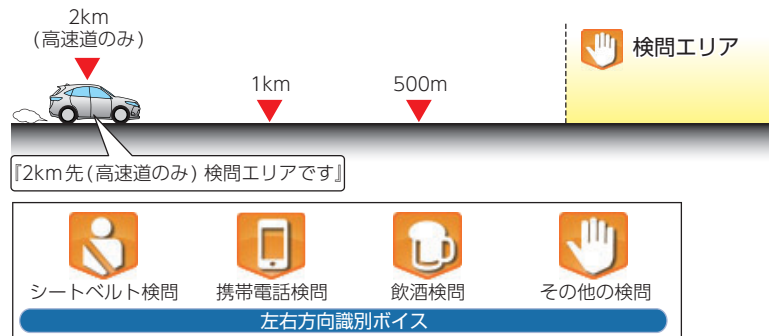 2km
(高速道のみ)
1km
500m
検問エリア
『2km先(高速道のみ) 検問エリアです』
シートベルト検問
携帯電話検問
飲酒検問
その他の検問
左右方向識別ボイス